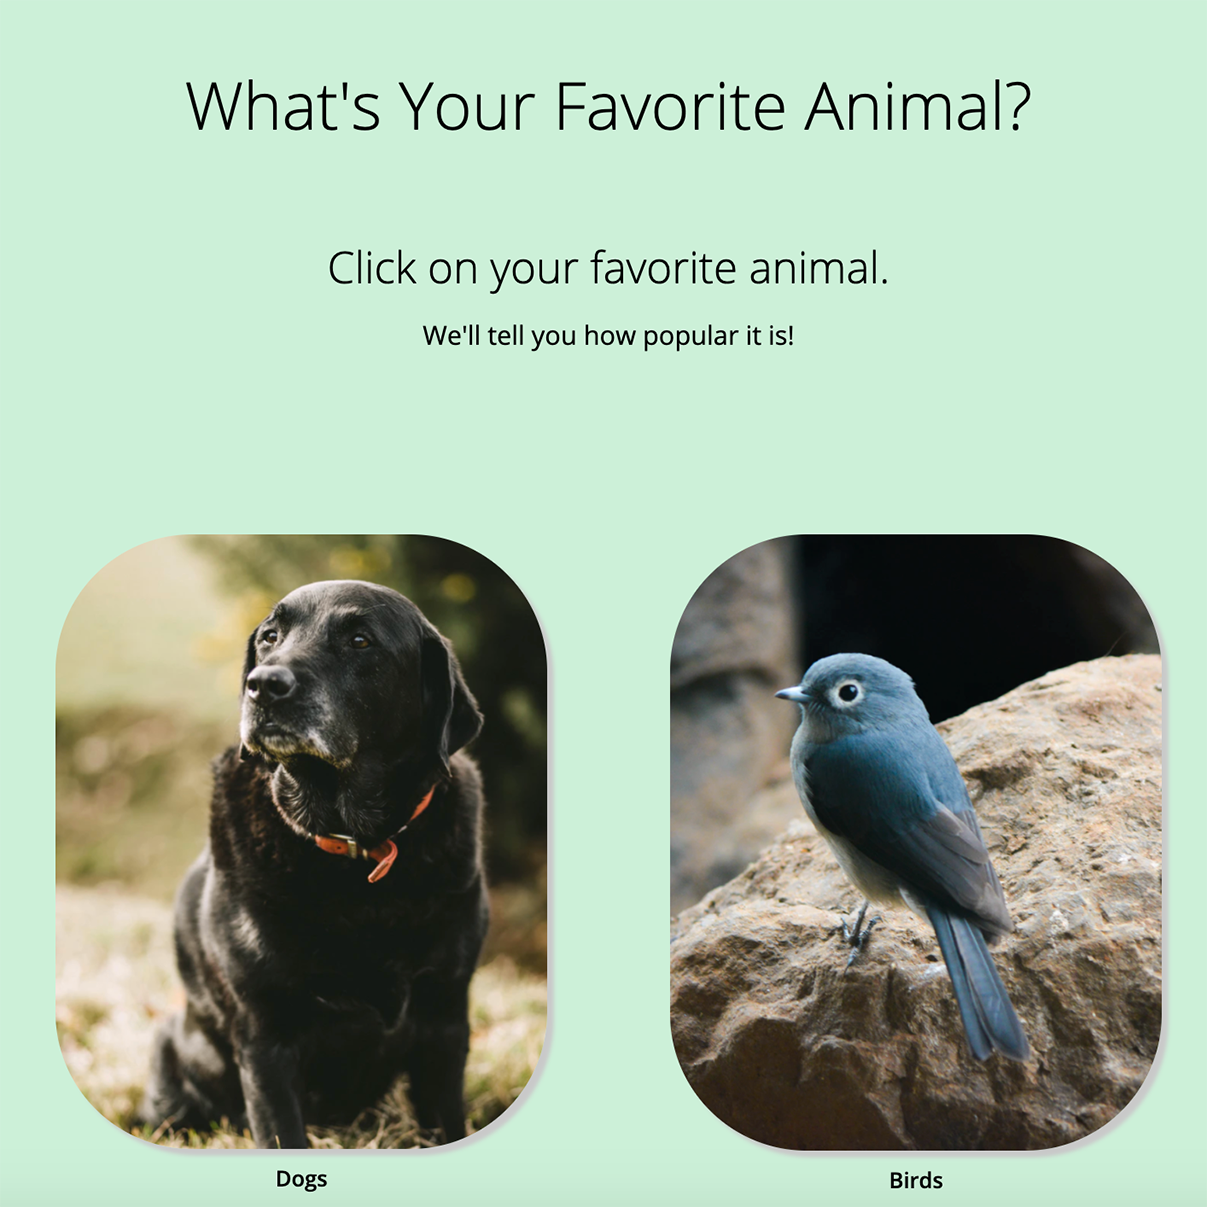 What's Your Favorite Animal?
Click on your favorite animal.
We'll tell you how popular it is!
Dogs
Birds